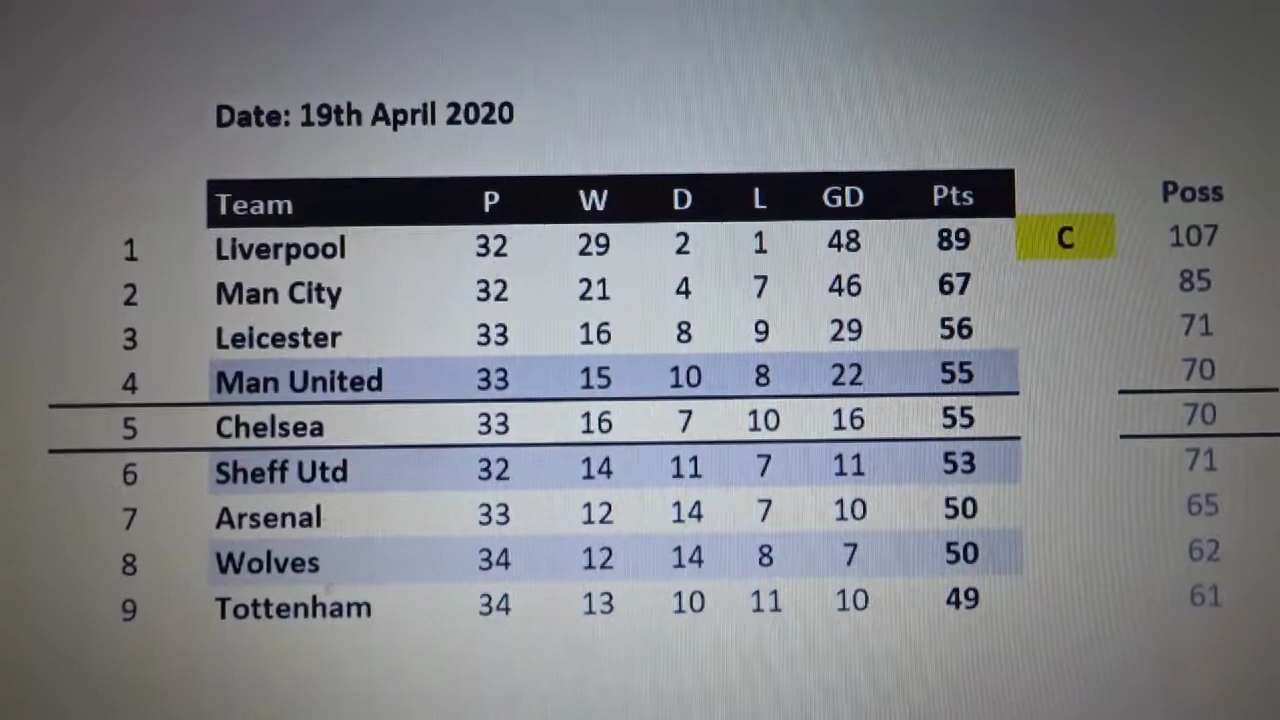 Date: 19th April 2020
Team P W D L GD Pts Poss
1 Liverpool 32 29 2 1 48 89 C 107
2 Man City 32 21 4 7 46 67 85
3 Leicester 33 16 8 9 29 56 71
4 Man United 33 15 10 8 22 55 70
5 Chelsea 33 16 7 10 16 55 70
6 Sheff Utd 32 14 11 7 11 53 71
7 Arsenal 33 12 14 7 10 50 65
8 Wolves 34 12 14 8 7 50 62
9 Tottenham 34 13 10 11 10 49 61